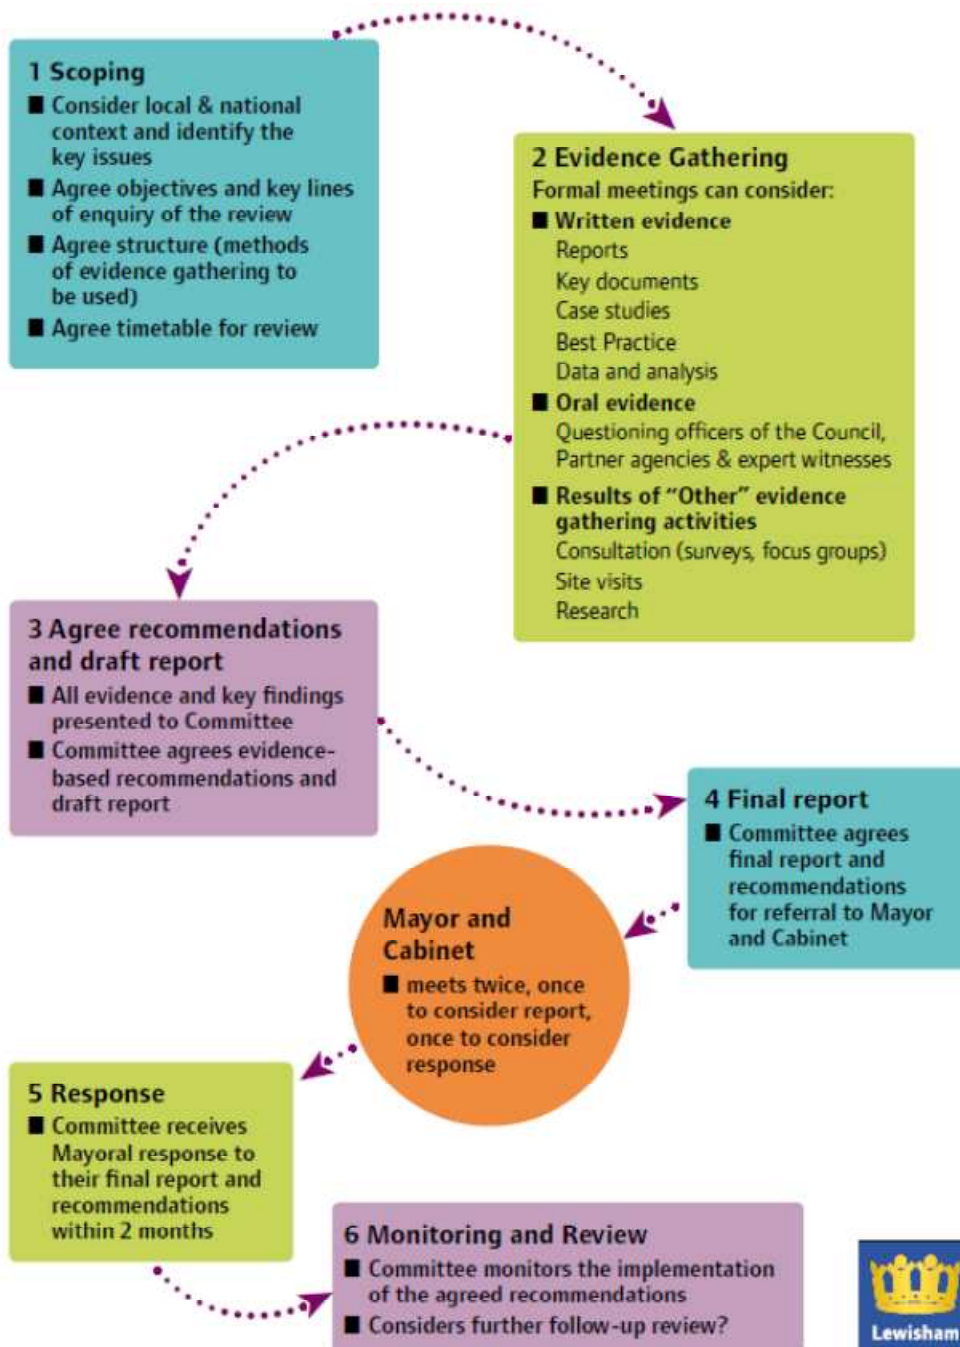 1 Scoping
■ Consider local & national
context and identify the
key issues
■ Agree objectives and key lines
of enquiry of the review
■ Agree structure (methods
of evidence gathering to
be used)
■ Agree timetable for review
2 Evidence Gathering
Formal meetings can consider:
■ Written evidence
Reports
Key documents
Case studies
Best Practice
Data and analysis
■ Oral evidence
Questioning officers of the Council,
Partner agencies & expert witnesses
■ Results of “Other” evidence
gathering activities
Consultation (surveys, focus groups)
Site visits
Research
3 Agree recommendations
and draft report
■ All evidence and key findings
presented to Committee
■ Committee agrees evidence-
based recommendations and
draft report
4 Final report
■ Committee agrees
final report and
recommendations
for referral to Mayor
and Cabinet
Mayor and
Cabinet
■ meets twice, once
to consider report,
once to consider
response
5 Response
■ Committee receives
Mayoral response to
their final report and
recommendations
within 2 months
6 Monitoring and Review
■ Committee monitors the implementation
of the agreed recommendations
■ Considers further follow-up review?
Lewisham